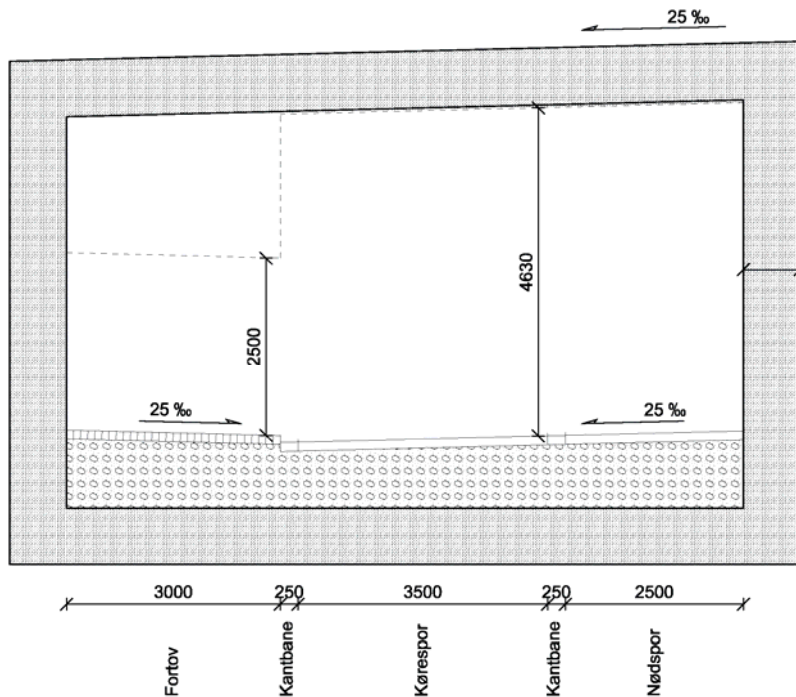 25 ‰
4630
2500
25 ‰
25 ‰
3000
250
3500
250
2500
Fortov
Kantbane
Kørespor
Kantbane
Nødspor